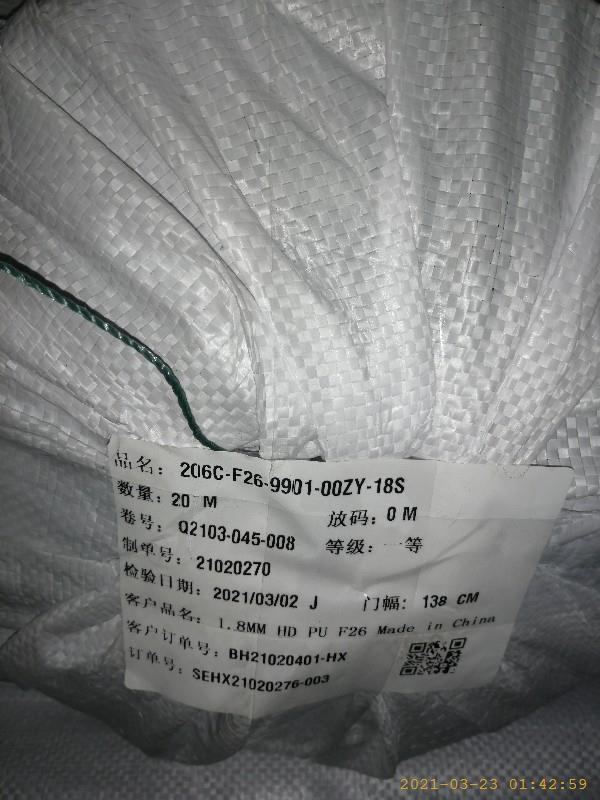 品名: 206C-F26-9901-00ZY-18S
数量: 20 M 放码: 0 M
卷号: Q2103-045-008 等级: 一等
制单号: 21020270
检验日期: 2021/03/02 J 门幅: 138 CM
客户品名: 1.8MM HD PU F26 Made in China
客户订单号: BH21020401-HX
订单号: SEHX21020276-003
2021-03-23 01:42:59